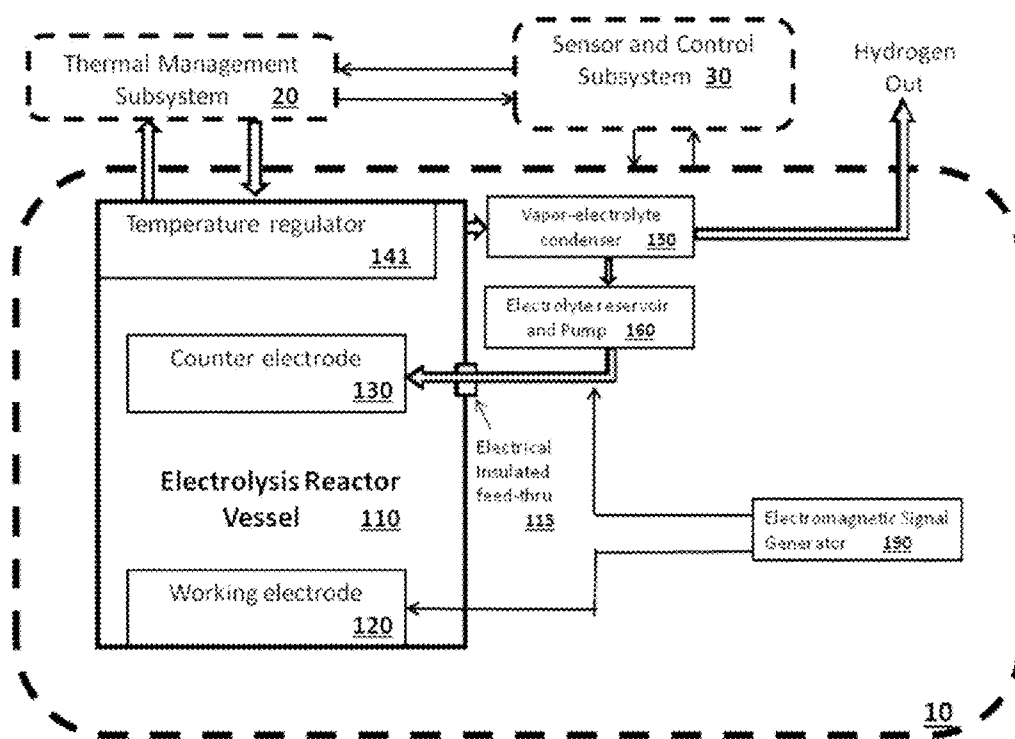 Thermal Management
Subsystem 20
Sensor and Control
Subsystem 30
Hydrogen
Out
Temperature regulator
141
Vapor-electrolyte
condenser 150
Electrolyte reservoir
and Pump 160
Counter electrode
130
Electrical
Insulated
feed-thru
113
Electrolysis Reactor
Vessel 110
Electromagnetic Signal
Generator 190
Working electrode
120
10